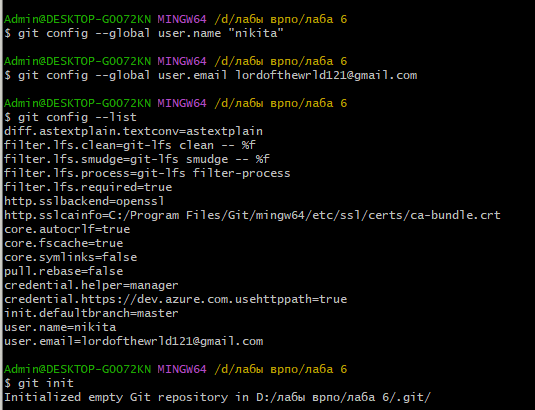 Admin@DESKTOP-GOO72KN MINGW64 /d/лабы врпо/лаба 6
$ git config --global user.name "nikita"
Admin@DESKTOP-GOO72KN MINGW64 /d/лабы врпо/лаба 6
$ git config --global user.email lordofthewrld121@gmail.com
Admin@DESKTOP-GOO72KN MINGW64 /d/лабы врпо/лаба 6
$ git config --list
diff.astextplain.textconv=astextplain
filter.lfs.clean=git-lfs clean -- %f
filter.lfs.smudge=git-lfs smudge -- %f
filter.lfs.process=git-lfs filter-process
filter.lfs.required=true
http.sslbackend=openssl
http.sslcainfo=C:/Program Files/Git/mingw64/etc/ssl/certs/ca-bundle.crt
core.autocrlf=true
core.fscache=true
core.symlinks=false
pull.rebase=false
credential.helper=manager
credential.https://dev.azure.com.usehttppath=true
init.defaultbranch=master
user.name=nikita
user.email=lordofthewrld121@gmail.com
Admin@DESKTOP-GOO72KN MINGW64 /d/лабы врпо/лаба 6
$ git init
Initialized empty Git repository in D:/лабы врпо/лаба 6/.git/